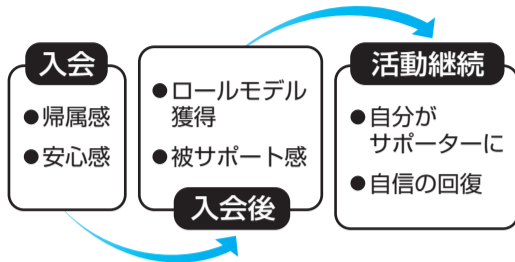 入会
●帰属感
●安心感
●ロールモデル
獲得
●被サポート感
入会後
活動継続
●自分が
サポーターに
●自信の回復